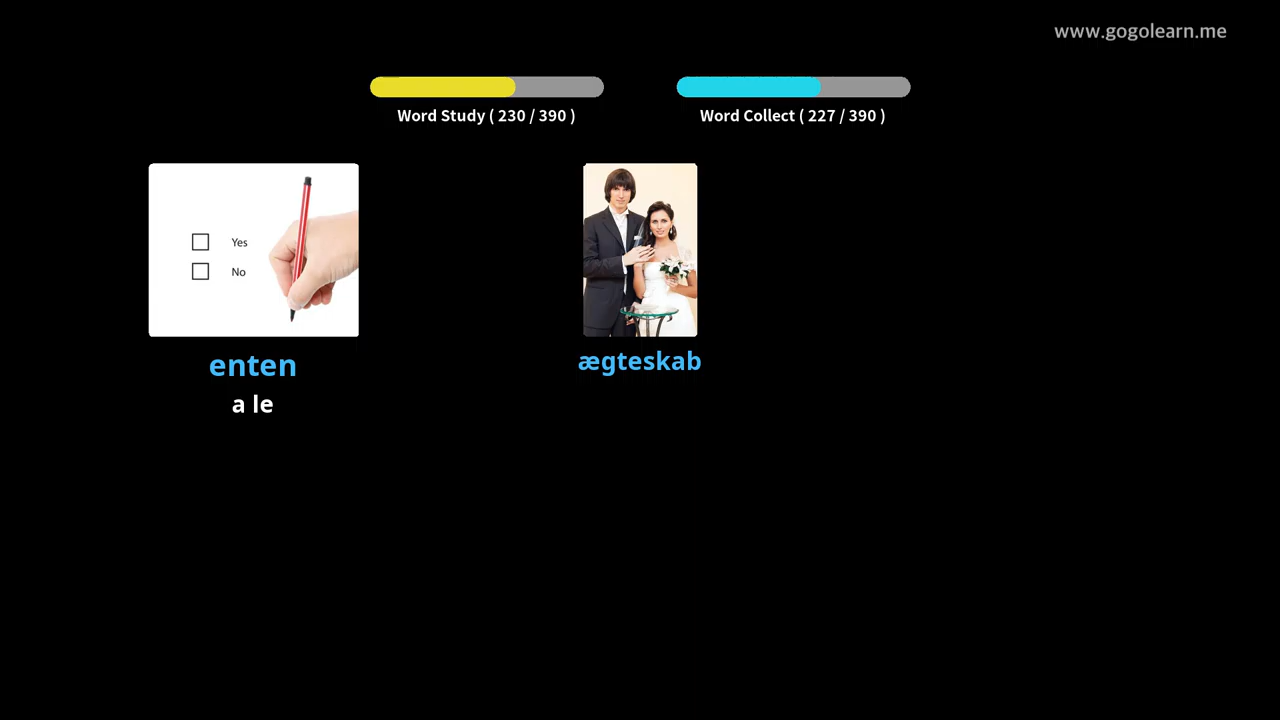 www.gogolearn.me
Word Study ( 230 / 390 )
Word Collect ( 227 / 390 )
Yes
No
enten
a le
ægteskab